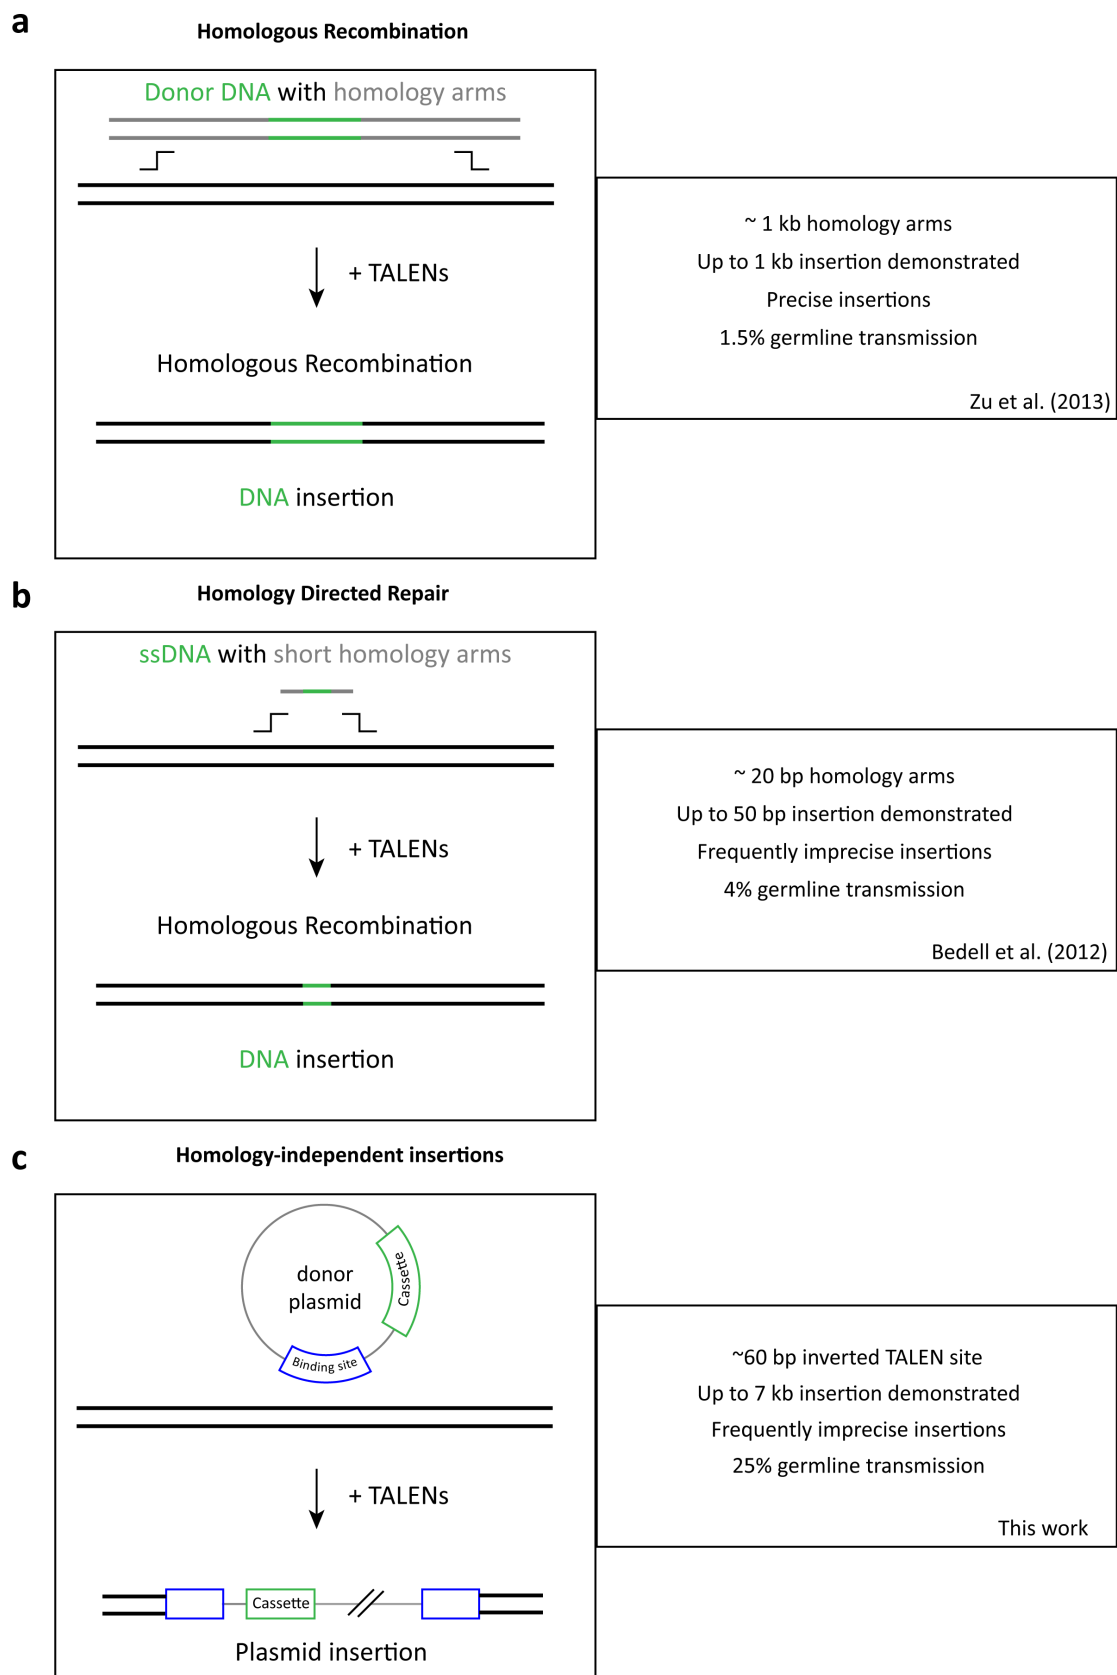 a
Homologous Recombination
Donor DNA with homology arms
+ TALENs
Homologous Recombination
DNA insertion
~ 1 kb homology arms
Up to 1 kb insertion demonstrated
Precise insertions
1.5% germline transmission
Zu et al. (2013)
b
Homology Directed Repair
ssDNA with short homology arms
+ TALENs
Homologous Recombination
DNA insertion
~ 20 bp homology arms
Up to 50 bp insertion demonstrated
Frequently imprecise insertions
4% germline transmission
Bedell et al. (2012)
c
Homology-independent insertions
donor
plasmid
Cassette
Binding site
+ TALENs
Cassette
Plasmid insertion
~60 bp inverted TALEN site
Up to 7 kb insertion demonstrated
Frequently imprecise insertions
25% germline transmission
This work